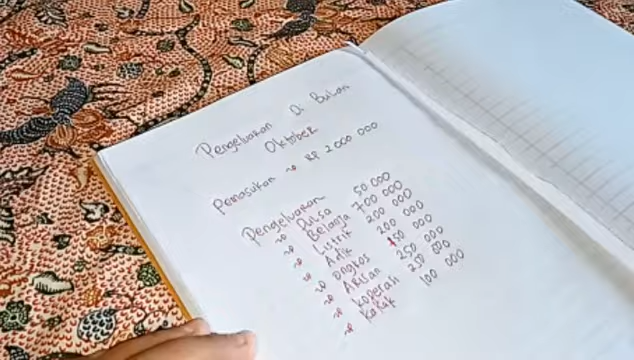 Pengeluaran Di Bulan
Oktober
Pemasukan → RP 2 000 000
Pengeluaran
→ Pulsa 50 000
→ Belanja 700 000
→ Listrik 200 000
→ Adik 200 000
→ Ongkos 150 000
→ Arisan 250 000
→ Koperasi 250 000
→ Kakak 100 000